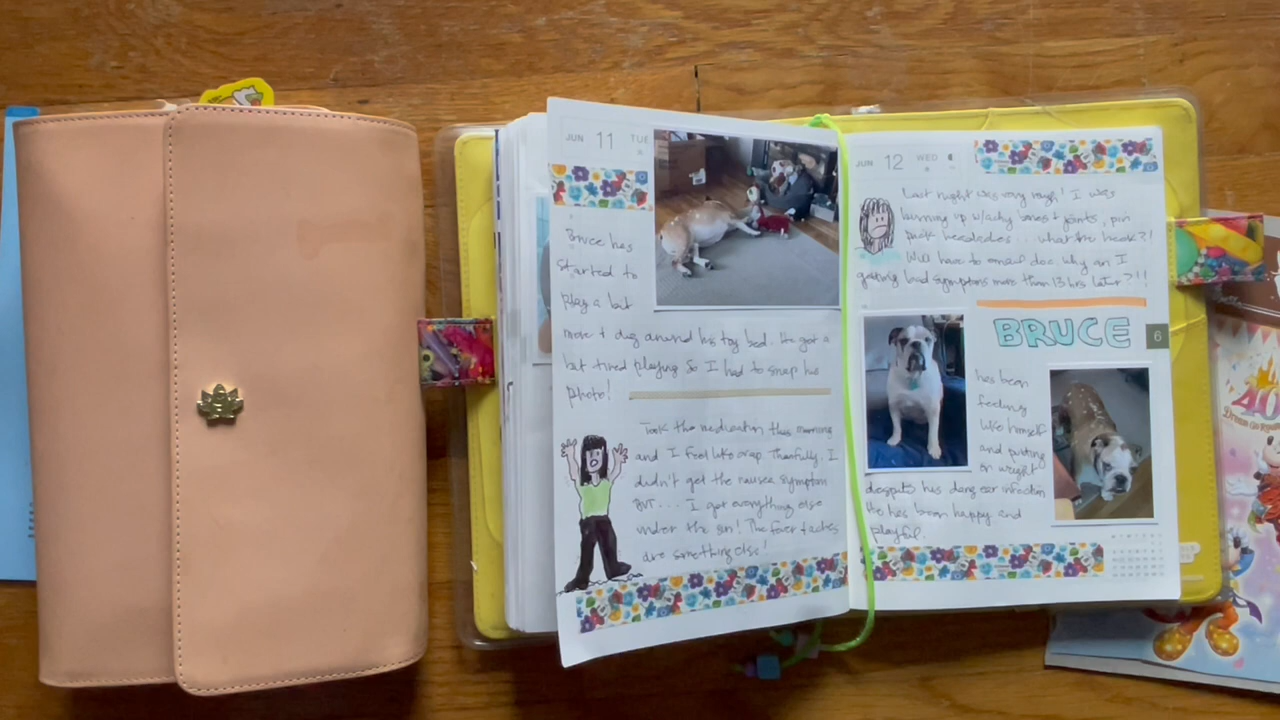 JUN 11 TUE
Bruce has
started to
play a bit
more + dig around his toy bed. He got a
bit tired playing so I had to snap his
photo!
Took the medication this morning
and I feel like crap. Thankfully, I
didn't get the nausea symptom
BUT... I got everything else
under the sun! The fever + aches
are something else!
JUN 12 WED
Last night was very rough! I was
burning up w/achy bones + joints, pin
prick headaches... what the heck?!
Will have to email doc why am I
getting bad symptoms more than 13 hrs later?!!
BRUCE
6
has been
feeling
like himself
and putting
on weight
despite his dang ear infection
He has been happy and
playful.
40